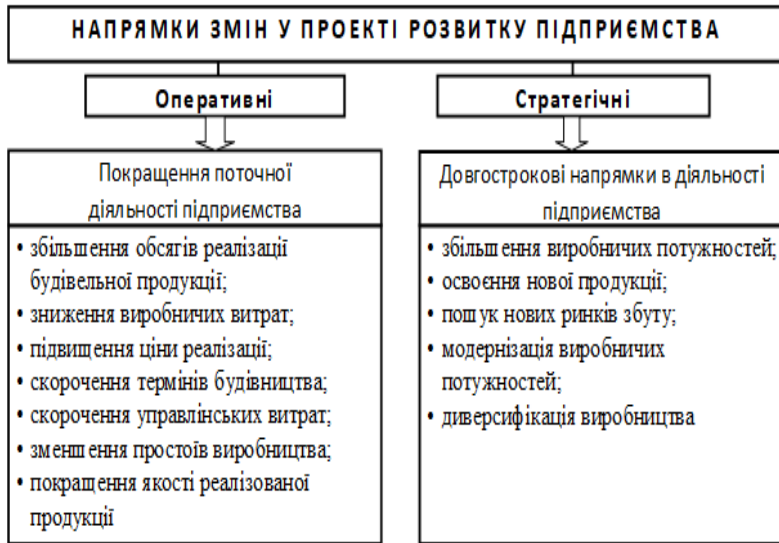 НАПРЯМКИ ЗМІН У ПРОЕКТІ РОЗВИТКУ ПІДПРИЄМСТВА
Оперативні
Стратегічні
Покращення поточної
діяльності підприємства
• збільшення обсягів реалізації
будівельної продукції;
• зниження виробничих витрат;
• підвищення ціни реалізації;
• скорочення термінів будівництва;
• скорочення управлінських витрат;
• зменшення простоїв виробництва;
• покращення якості реалізованої
продукції
Довгострокові напрямки в діяльності
підприємства
• збільшення виробничих потужностей;
• освоєння нової продукції;
• пошук нових ринків збуту;
• модернізація виробничих
потужностей;
• диверсифікація виробництва